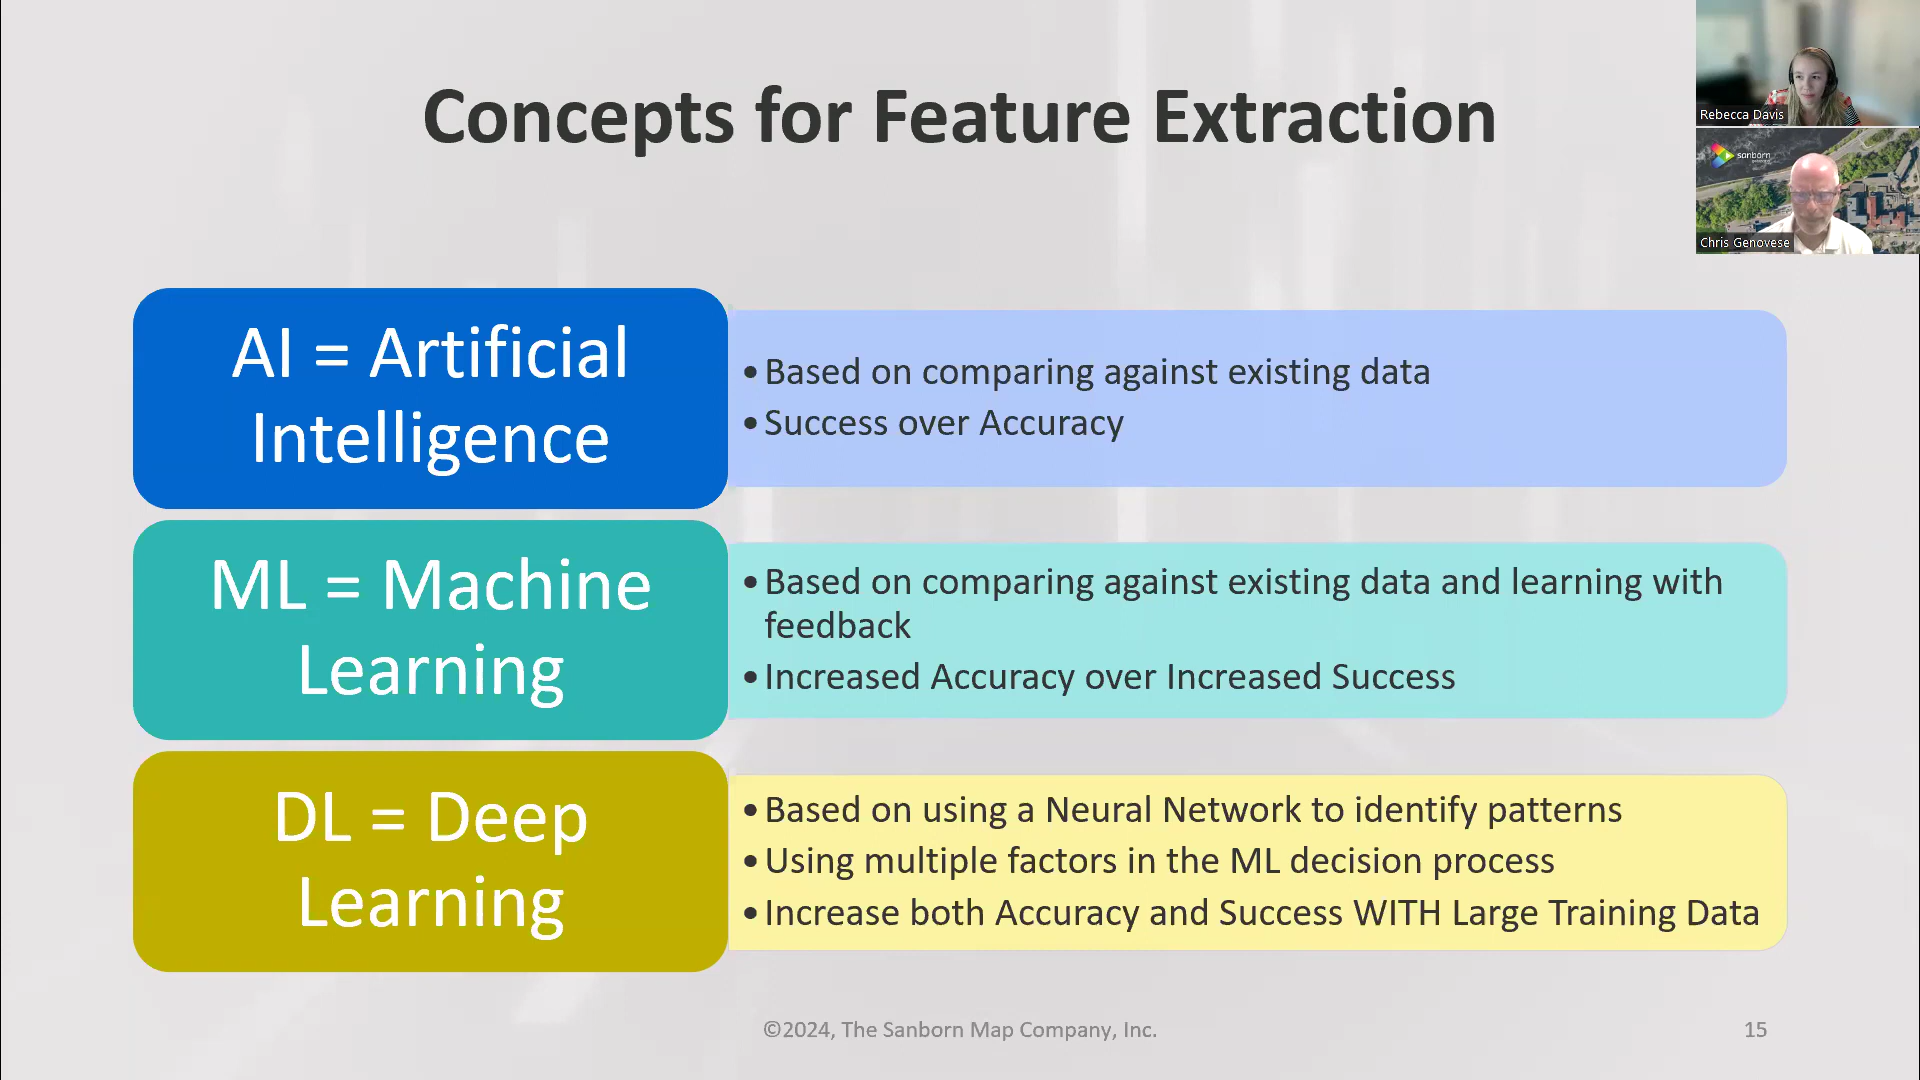 Concepts for Feature Extraction
Rebecca Davis
sanborn
Chris Genovese
AI = Artificial
Intelligence
• Based on comparing against existing data
• Success over Accuracy
ML = Machine
Learning
• Based on comparing against existing data and learning with
feedback
• Increased Accuracy over Increased Success
DL = Deep
Learning
• Based on using a Neural Network to identify patterns
• Using multiple factors in the ML decision process
• Increase both Accuracy and Success WITH Large Training Data
©2024, The Sanborn Map Company, Inc.
15